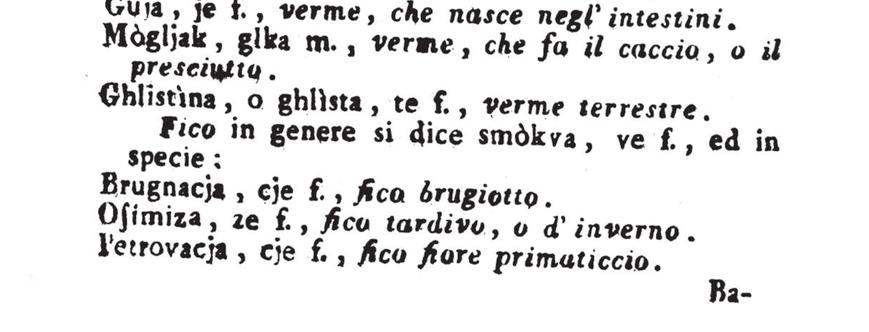 Guja, je f., verme, che nasce negl' intestini.
Mògljak, glka m., verme, che fa il caccio, o il
presciutto.
Ghlistìna, o ghlìsta, te f., verme terrestre.
Fico in genere si dice smòkva, ve f., ed in
specie:
Brugnacja, cje f., fico brugiotto.
Oſimiza, ze f., fico tardivo, o d' inverno.
Petrovacja, cje f., fico fiore primaticcio.
Ba-